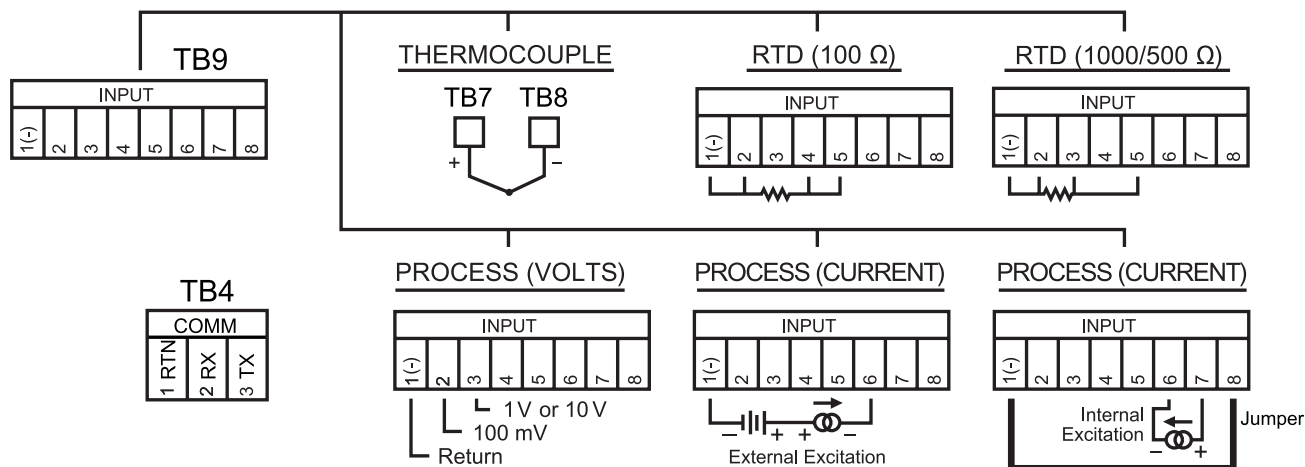 TB9
INPUT
1(-) 2 3 4 5 6 7 8
THERMOCOUPLE
TB7 TB8
+ −
RTD (100 Ω)
INPUT
1(-) 2 3 4 5 6 7 8
RTD (1000/500 Ω)
INPUT
1(-) 2 3 4 5 6 7 8
TB4
COMM
1 RTN
2 RX
3 TX
PROCESS (VOLTS)
INPUT
1(-) 2 3 4 5 6 7 8
1V or 10V
100 mV
Return
PROCESS (CURRENT)
INPUT
1(-) 2 3 4 5 6 7 8
− + + −
External Excitation
PROCESS (CURRENT)
INPUT
1(-) 2 3 4 5 6 7 8
Internal
Excitation
− +
Jumper